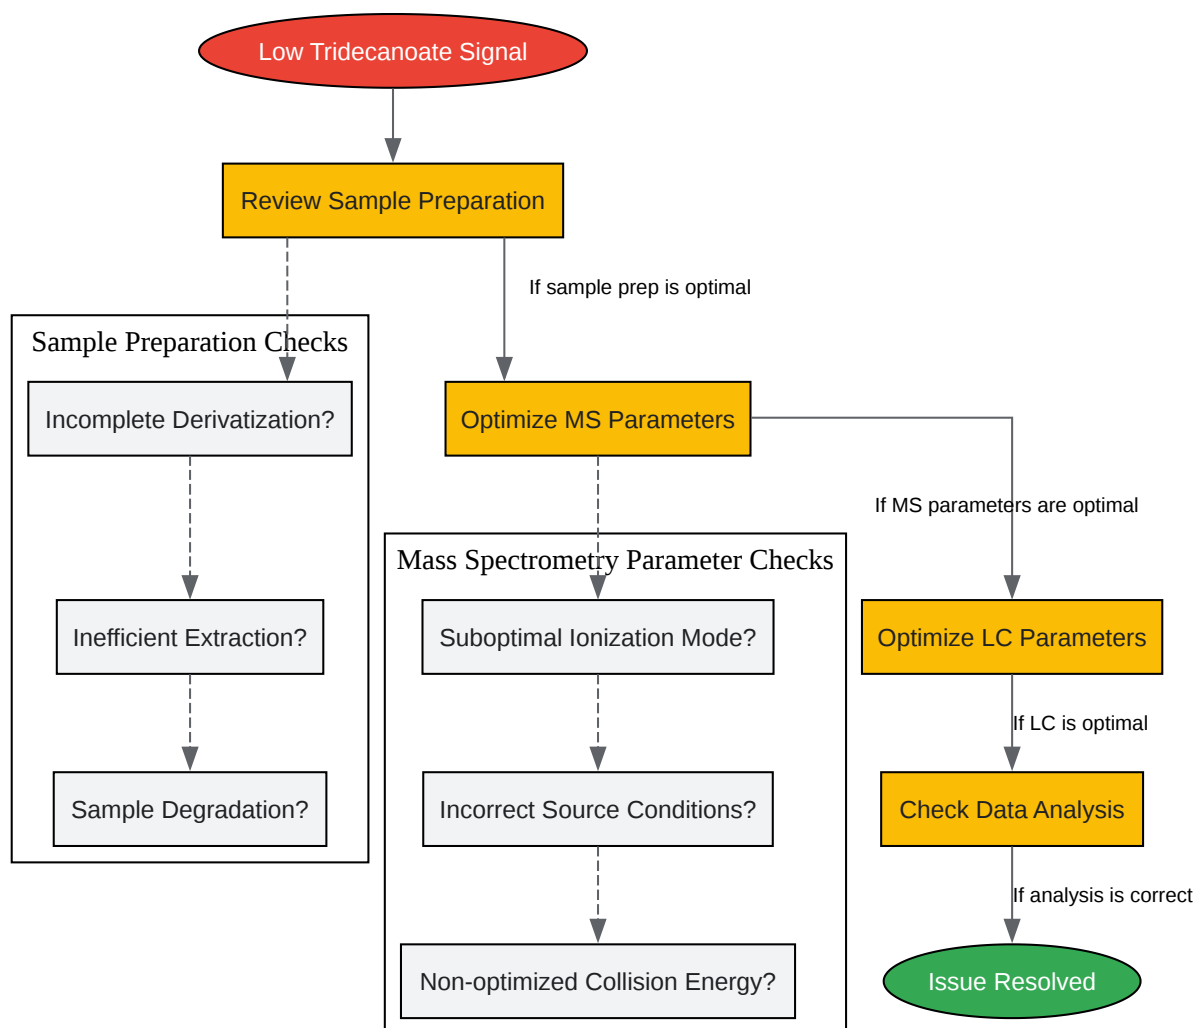 Low Tridecanoate Signal
Review Sample Preparation
If sample prep is optimal
Sample Preparation Checks
Incomplete Derivatization?
Optimize MS Parameters
If MS parameters are optimal
Mass Spectrometry Parameter Checks
Inefficient Extraction?
Suboptimal Ionization Mode?
Optimize LC Parameters
If LC is optimal
Sample Degradation?
Incorrect Source Conditions?
Check Data Analysis
If analysis is correct
Non-optimized Collision Energy?
Issue Resolved